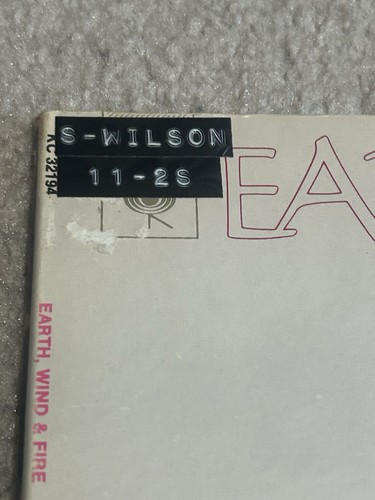 S-WILSON
11-2S
KC 32194
EA
EARTH, WIND & FIRE